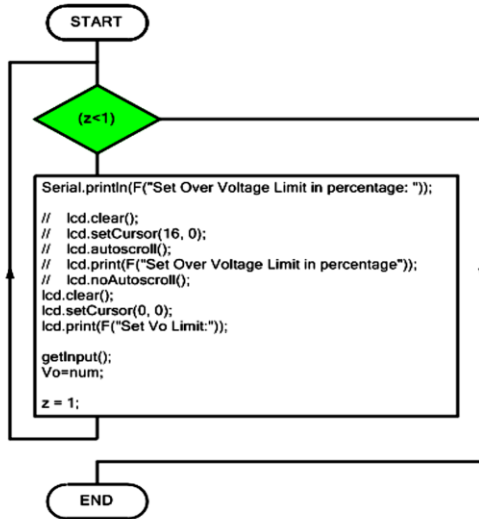 START
(z<1)
Serial.println(F("Set Over Voltage Limit in percentage: "));
// lcd.clear();
// lcd.setCursor(16, 0);
// lcd.autoscroll();
// lcd.print(F("Set Over Voltage Limit in percentage"));
// lcd.noAutoscroll();
lcd.clear();
lcd.setCursor(0, 0);
lcd.print(F("Set Vo Limit:"));
getInput();
Vo=num;
z = 1;
END